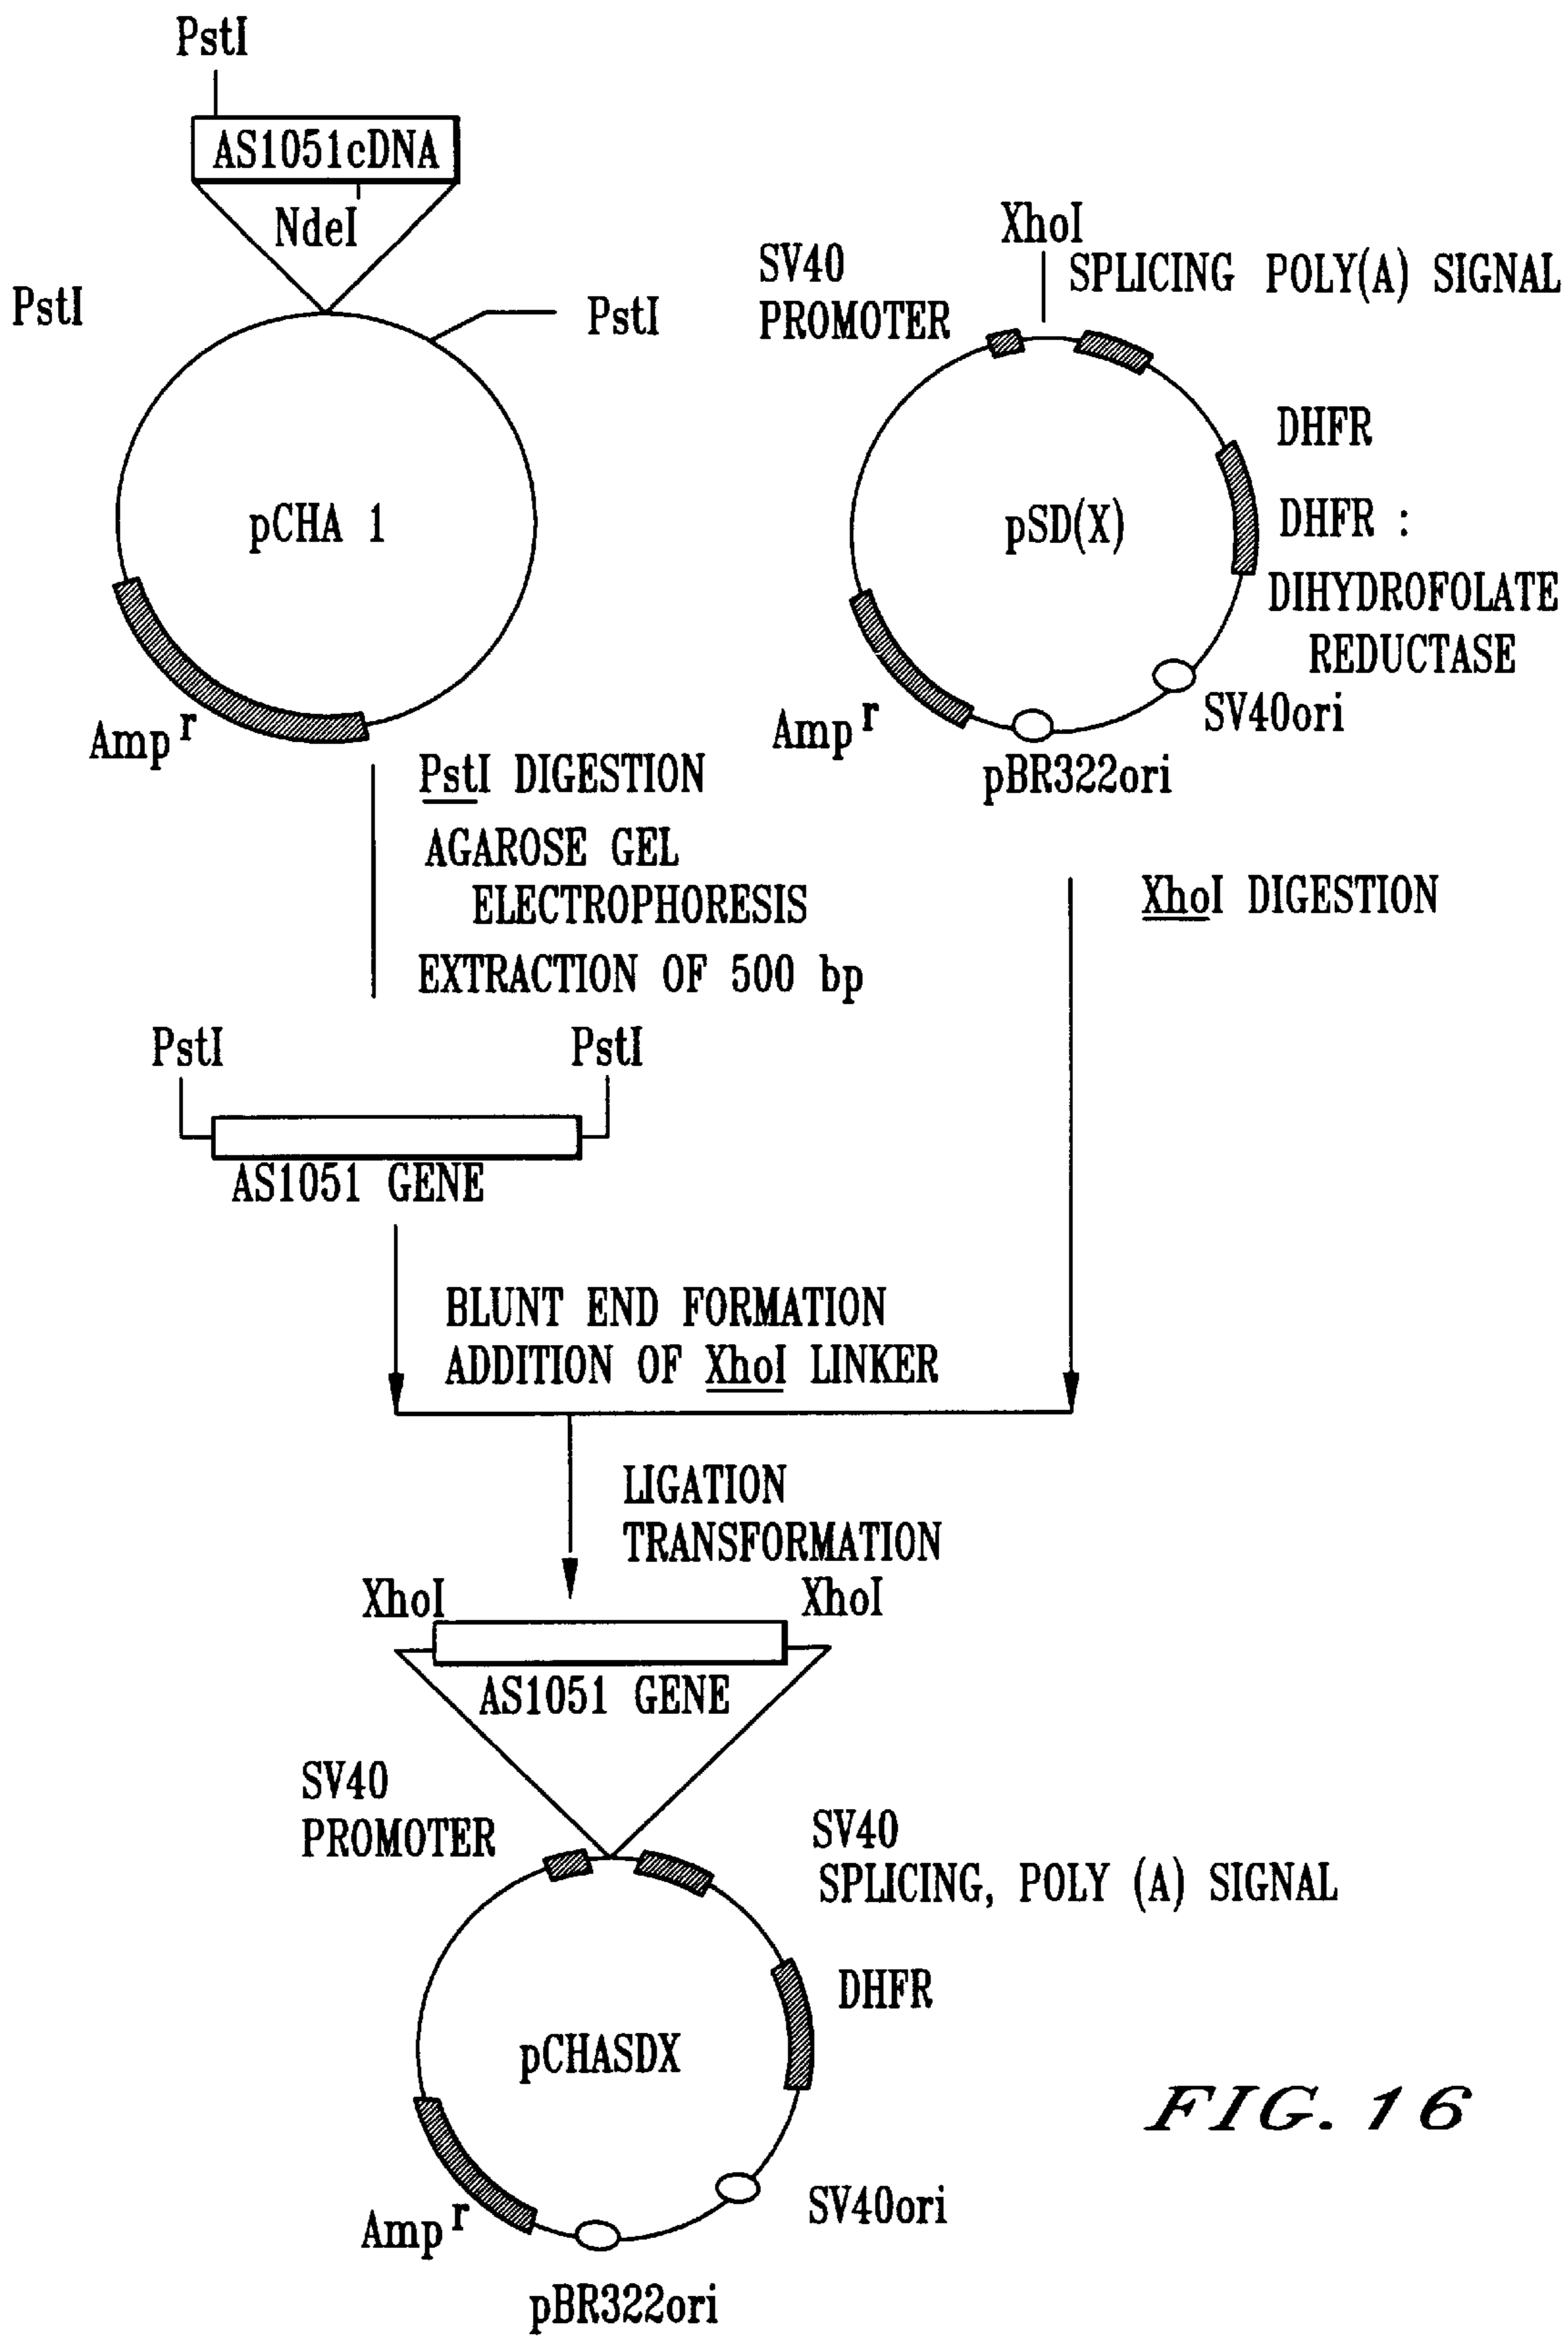 PstI
AS1051cDNA
NdeI
PstI
PstI
pCHA 1
Amp r
XhoI
SV40
PROMOTER
SPLICING POLY(A) SIGNAL
DHFR
pSD(X)
DHFR :
DIHYDROFOLATE
REDUCTASE
SV40ori
Amp r
pBR322ori
PstI DIGESTION
AGAROSE GEL
ELECTROPHORESIS
EXTRACTION OF 500 bp
XhoI DIGESTION
PstI
PstI
AS1051 GENE
BLUNT END FORMATION
ADDITION OF XhoI LINKER
LIGATION
TRANSFORMATION
XhoI
XhoI
AS1051 GENE
SV40
PROMOTER
SV40
SPLICING, POLY (A) SIGNAL
DHFR
pCHASDX
SV40ori
Amp r
pBR322ori
FIG. 16